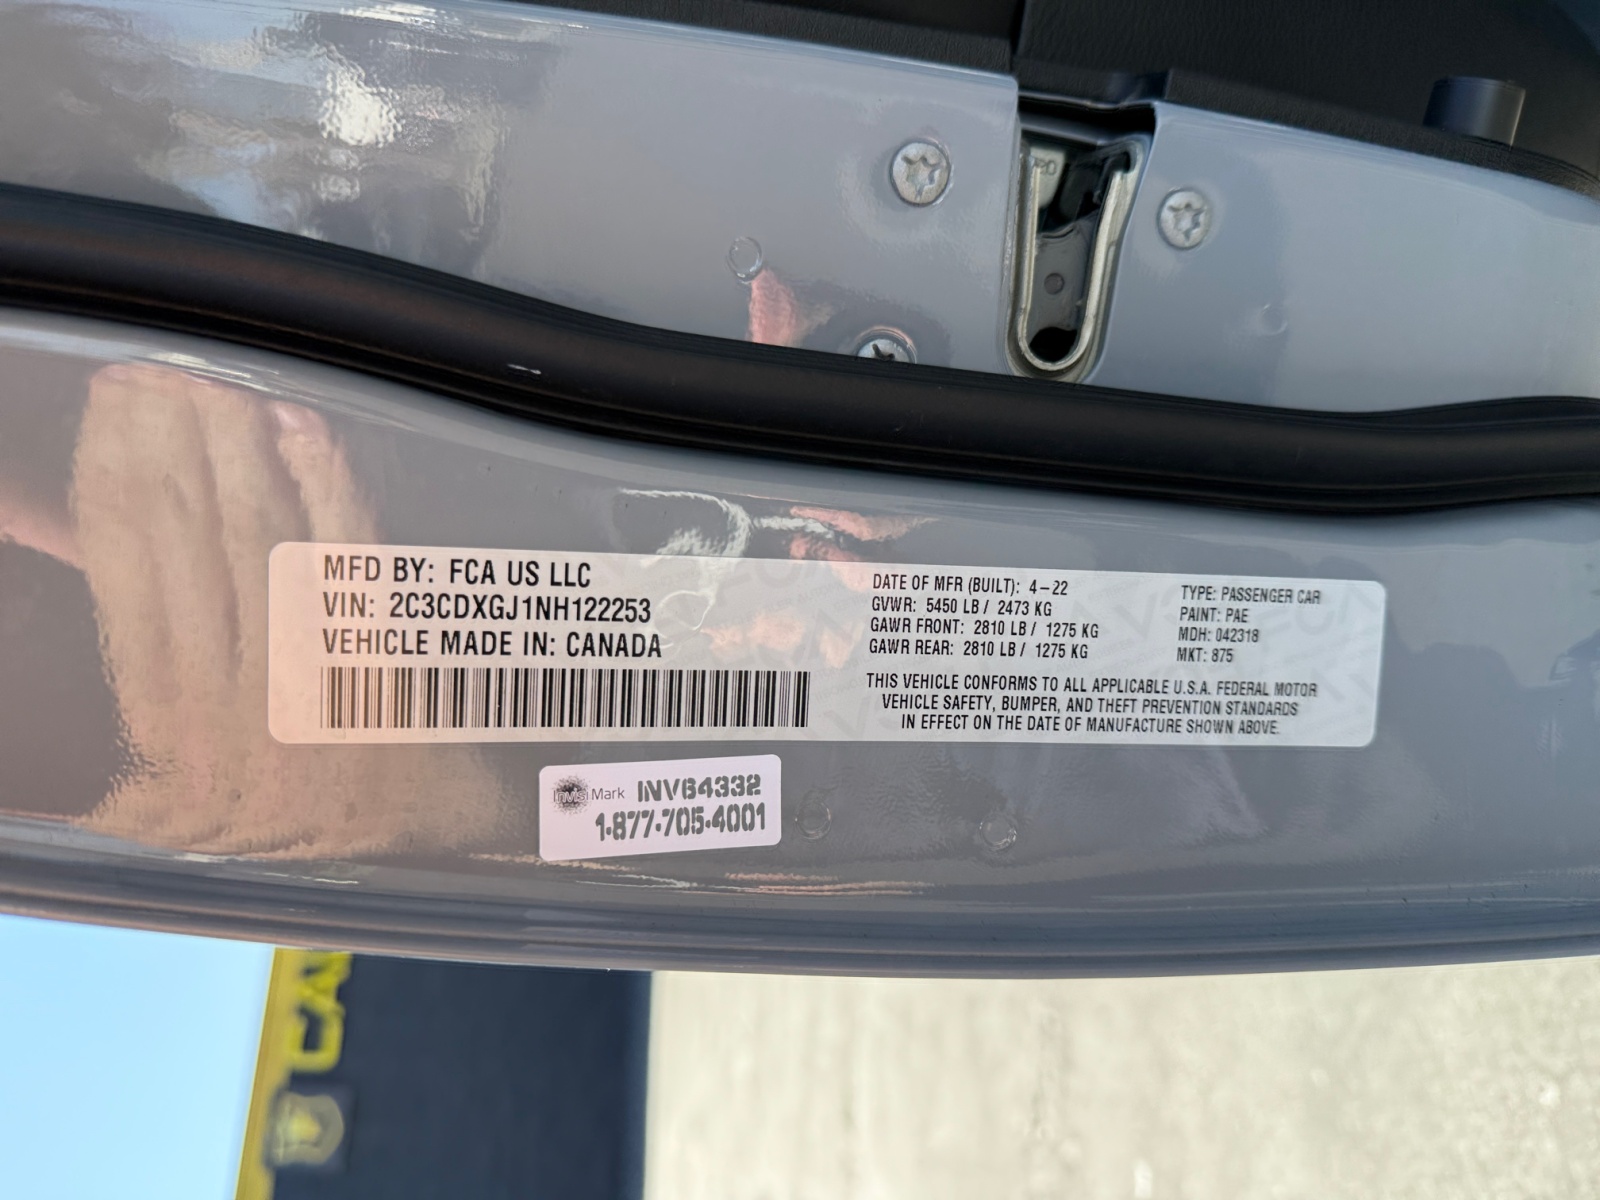 MFD BY: FCA US LLC
VIN: 2C3CDXGJ1NH122253
VEHICLE MADE IN: CANADA
DATE OF MFR (BUILT): 4-22
GVWR: 5450 LB / 2473 KG
GAWR FRONT: 2810 LB / 1275 KG
GAWR REAR: 2810 LB / 1275 KG
TYPE: PASSENGER CAR
PAINT: PAE
MDH: 042318
MKT: 875
THIS VEHICLE CONFORMS TO ALL APPLICABLE U.S.A. FEDERAL MOTOR
VEHICLE SAFETY, BUMPER, AND THEFT PREVENTION STANDARDS
IN EFFECT ON THE DATE OF MANUFACTURE SHOWN ABOVE.
InvisiMark INV64332
1-877-705-4001